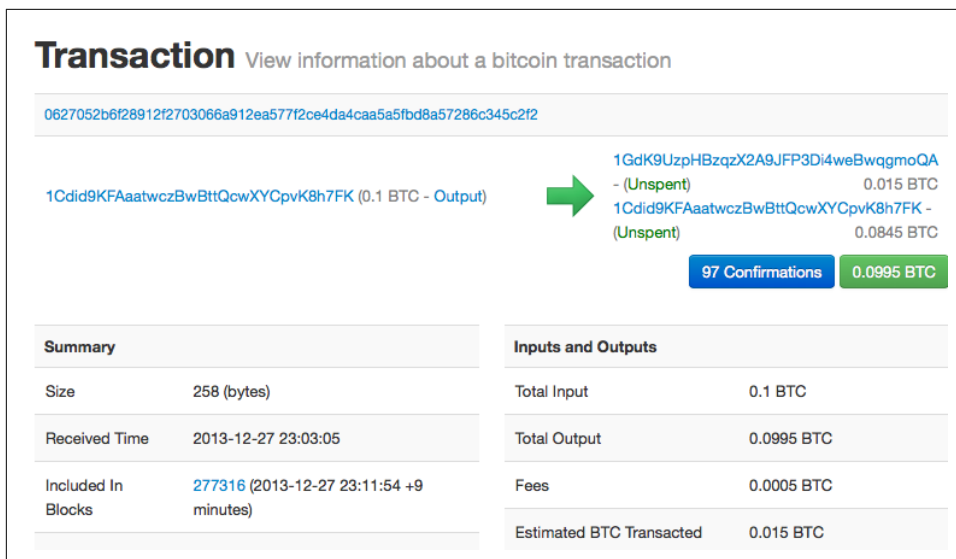 Transaction View information about a bitcoin transaction
0627052b6f28912f2703066a912ea577f2ce4da4caa5a5fbd8a57286c345c2f2
1Cdid9KFAaatwczBwBttQcwXYCpvK8h7FK (0.1 BTC - Output)
1GdK9UzpHBzqzX2A9JFP3Di4weBwqgmoQA
- (Unspent) 0.015 BTC
1Cdid9KFAaatwczBwBttQcwXYCpvK8h7FK -
(Unspent) 0.0845 BTC
97 Confirmations 0.0995 BTC
Summary
Size 258 (bytes)
Received Time 2013-12-27 23:03:05
Included In 277316 (2013-12-27 23:11:54 +9
Blocks minutes)
Inputs and Outputs
Total Input 0.1 BTC
Total Output 0.0995 BTC
Fees 0.0005 BTC
Estimated BTC Transacted 0.015 BTC